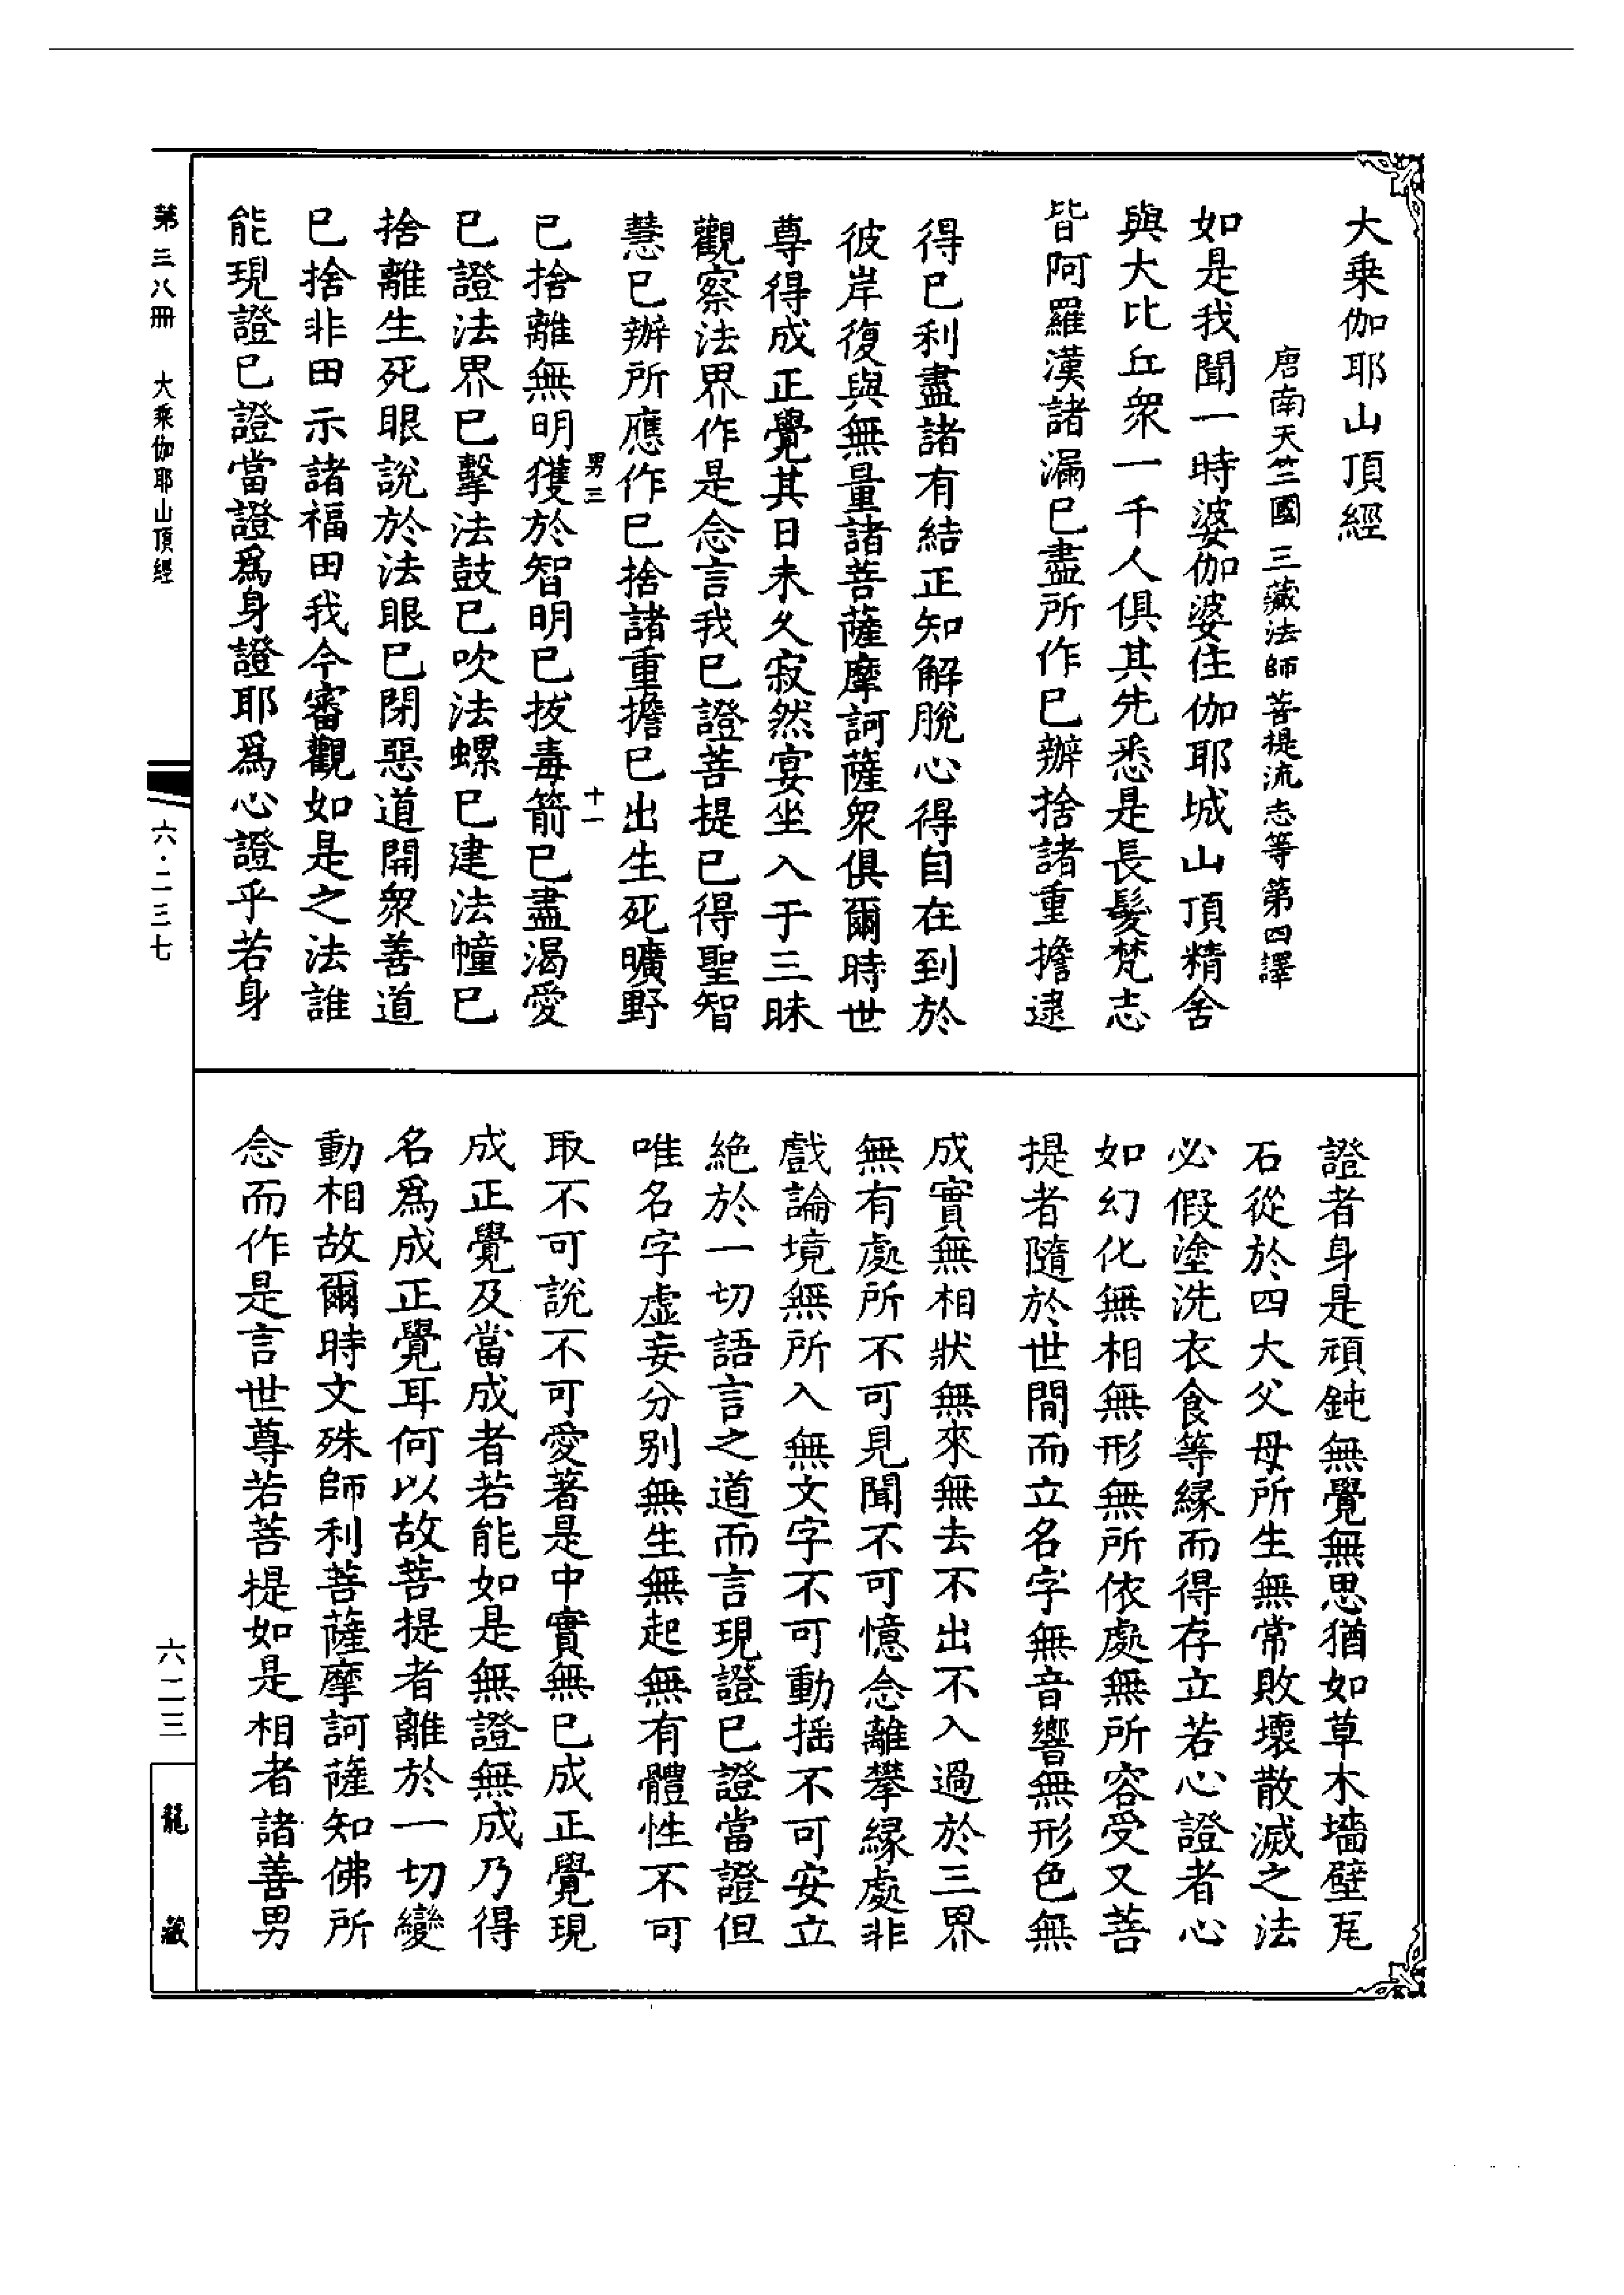 大乘伽耶山頂經
唐南天竺國三藏法師菩提流志等第四譯
如是我聞一時婆伽婆住伽耶城山頂精舍
與大比丘衆一千人俱其先悉是長髮梵志
皆阿羅漢諸漏已盡所作已辦捨諸重擔逮
得已利盡諸有結正知解脫心得自在到於
彼岸復與無量諸菩薩摩訶薩衆俱爾時世
尊得成正覺其日未久寂然宴坐入于三昧
觀察法界作是念言我已證菩提已得聖智
慧已辦所應作已捨諸重擔已出生死曠野
男三 十一
已捨離無明獲於智明已拔毒箭已盡渴愛
已證法界已擊法鼓已吹法螺已建法幢已
捨離生死眼說於法眼已閉惡道開衆善道
已捨非田示諸福田我今審觀如是之法誰
能現證已證當證爲身證耶爲心證乎若身
證者身是頑鈍無覺無思猶如草木墻壁瓦
石從於四大父母所生無常敗壞散滅之法
必假塗洗衣食等緣而得存立若心證者心
如幻化無相無形無所依處無所容受又菩
提者隨於世間而立名字無音響無形色無
成實無相狀無來無去不出不入過於三界
無有處所不可見聞不可憶念離攀緣處非
戲論境無所入無文字不可動搖不可安立
絶於一切語言之道而言現證已證當證但
唯名字虛妄分別無生無起無有體性不可
取不可說不可愛著是中實無已成正覺現
成正覺及當成者若能如是無證無成乃得
名爲成正覺耳何以故菩提者離於一切變
動相故爾時文殊師利菩薩摩訶薩知佛所
念而作是言世尊若菩提如是相者諸善男
第三八冊 大乘伽耶山頂經
六·二三七
六二三
龍藏